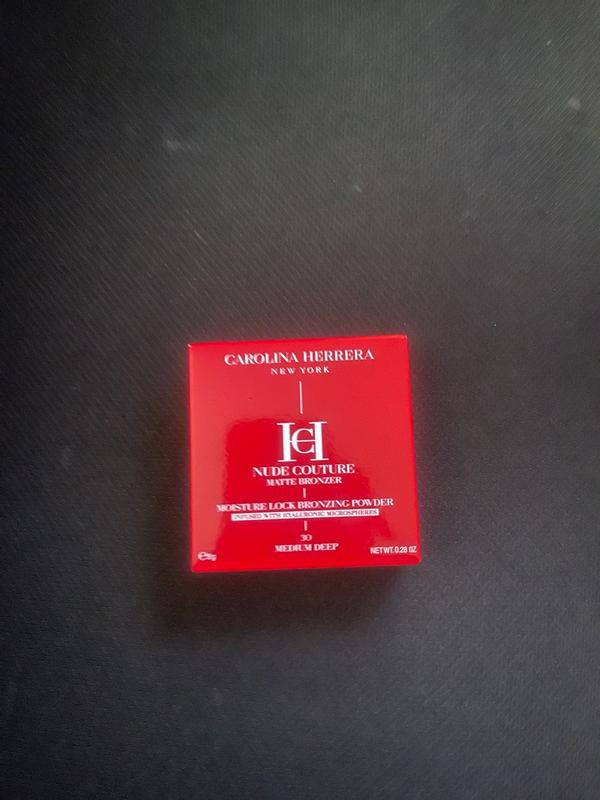 CAROLINA HERRERA
NEW YORK
CH
NUDE COUTURE
MATTE BRONZER
MOISTURE LOCK BRONZING POWDER
INFUSED WITH HYALURONIC MICROSPHERES
30
MEDIUM DEEP
NET WT. 0.28 OZ